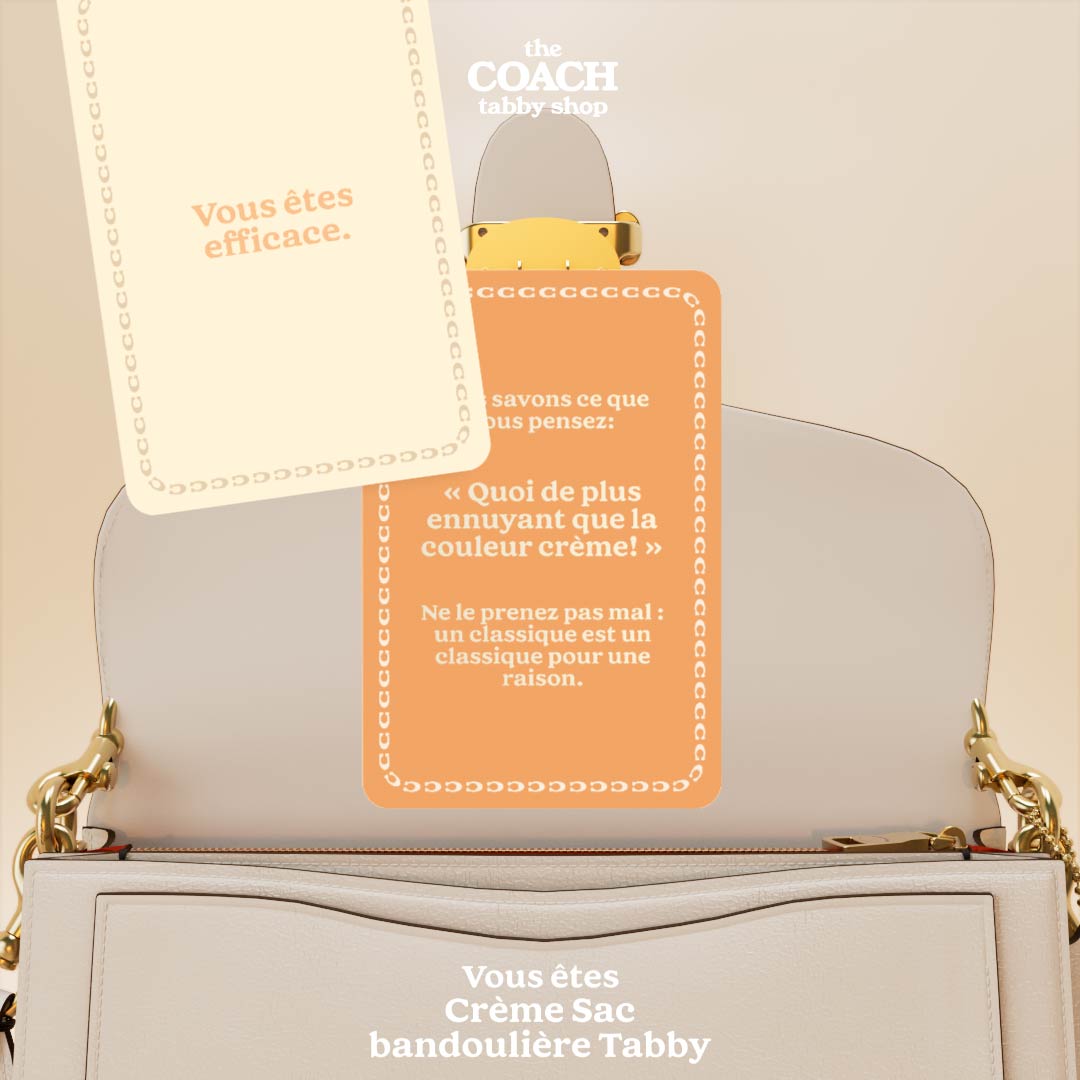 the
COACH
tabby shop
Vous êtes
efficace.
savons ce que
pensez:
« Quoi de plus
ennuyant que la
couleur crème! »
Ne le prenez pas mal :
un classique est un
classique pour une
raison.
Vous êtes
Crème Sac
bandoulière Tabby